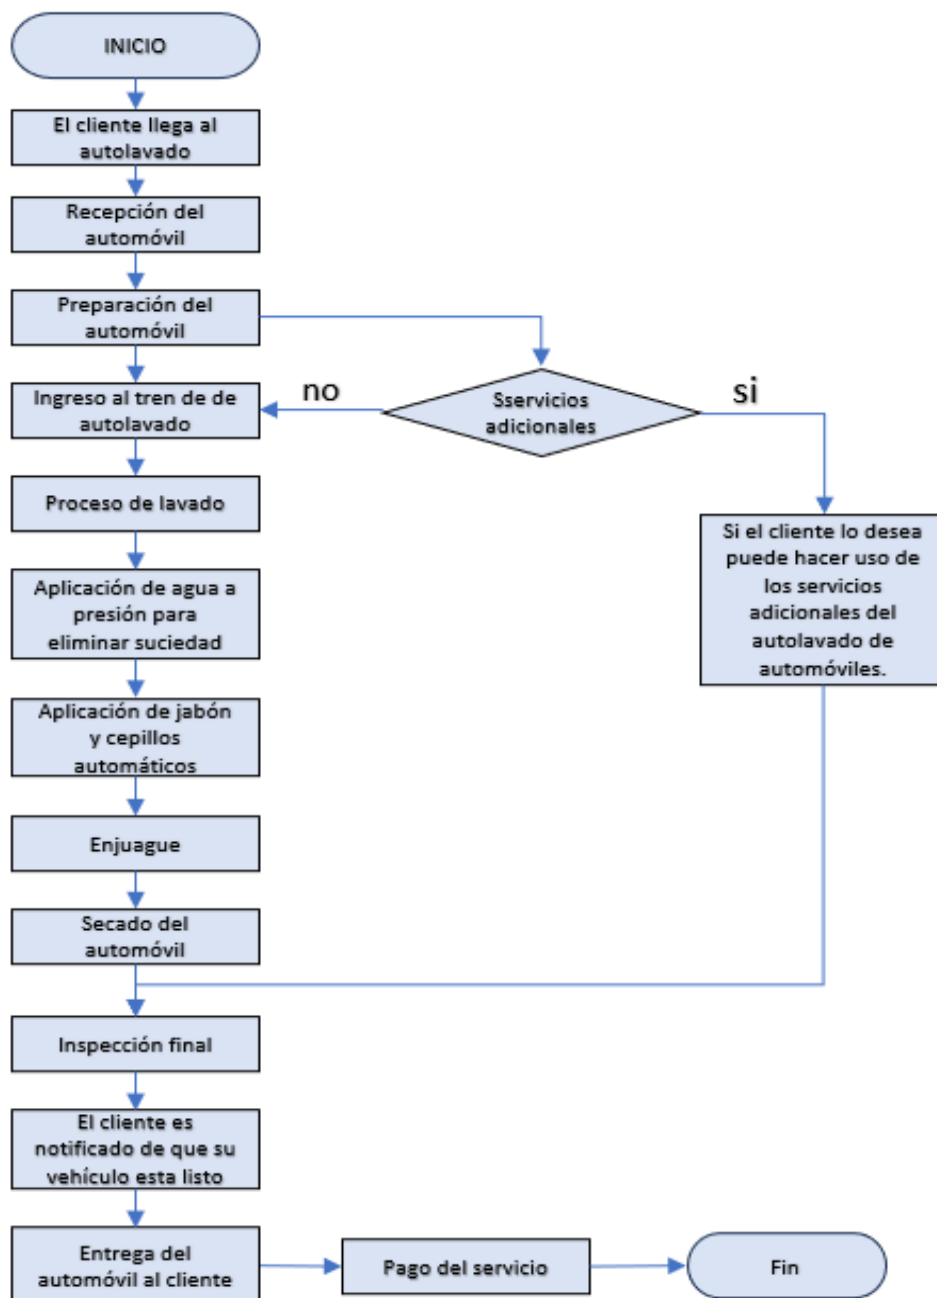 INICIO
El cliente llega al
autolavado
Recepción del
automóvil
Preparación del
automóvil
Ingreso al tren de de
autolavado
no
Sservicios
adicionales
si
Proceso de lavado
Si el cliente lo desea
puede hacer uso de
los servicios
adicionales del
autolavado de
automóviles.
Aplicación de agua a
presión para
eliminar suciedad
Aplicación de jabón
y cepillos
automáticos
Enjuague
Secado del
automóvil
Inspección final
El cliente es
notificado de que su
vehículo esta listo
Entrega del
automóvil al cliente
Pago del servicio
Fin